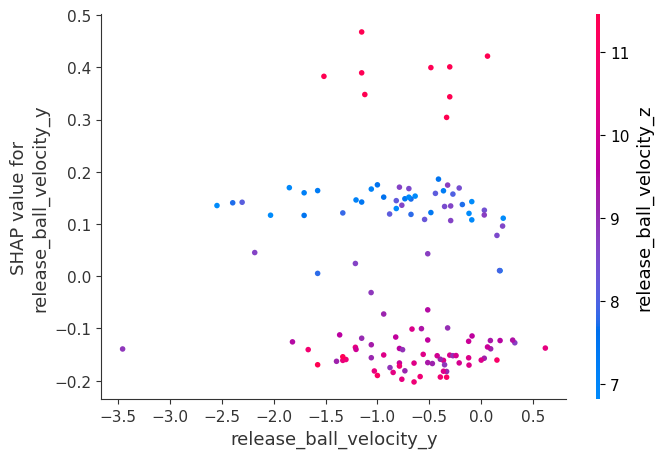 0.5
0.4
0.3
0.2
0.1
0.0
−0.1
−0.2
SHAP value for
release_ball_velocity_y
−3.5 −3.0 −2.5 −2.0 −1.5 −1.0 −0.5 0.0 0.5
release_ball_velocity_y
11
10
9
8
7
release_ball_velocity_z